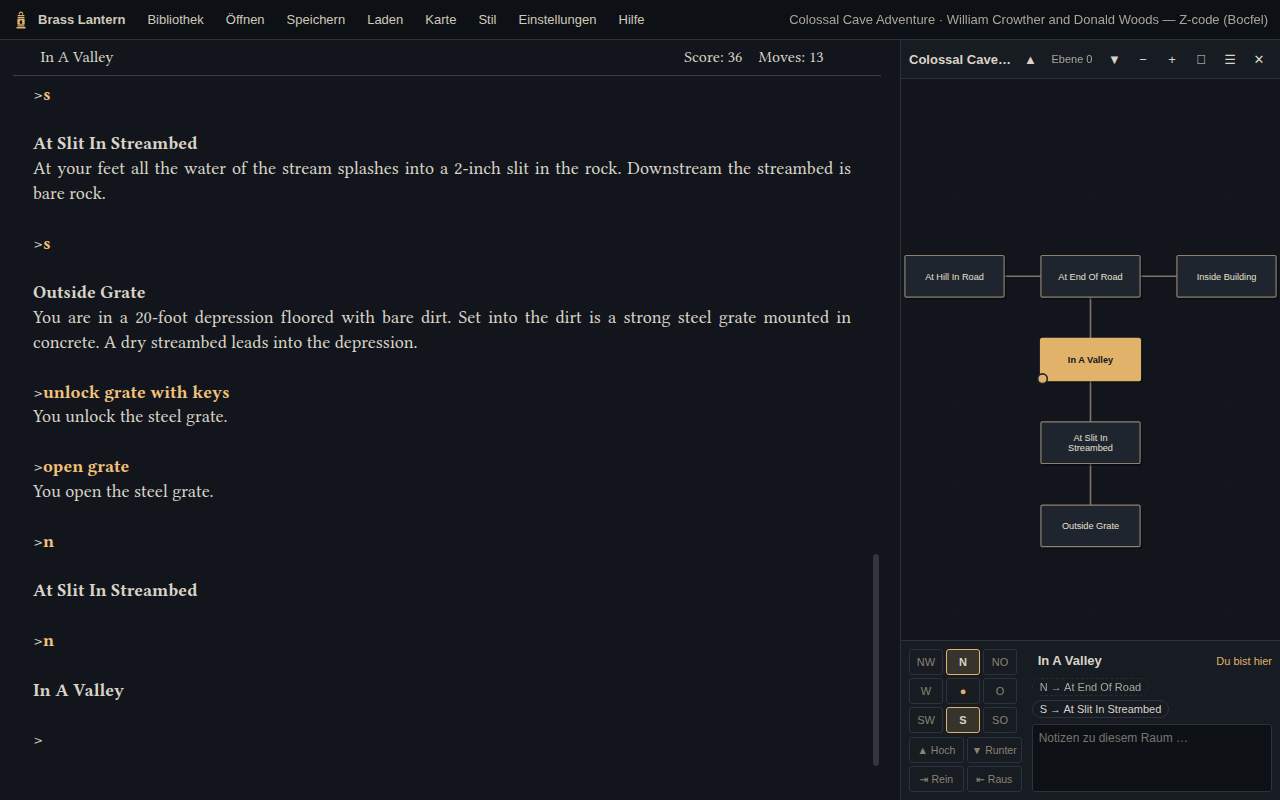 Brass Lantern Bibliothek Öffnen Speichern Laden Karte Stil Einstellungen Hilfe Colossal Cave Adventure · William Crowther and Donald Woods — Z-code (Bocfel)
In A Valley Score: 36 Moves: 13
>s
At Slit In Streambed
At your feet all the water of the stream splashes into a 2-inch slit in the rock. Downstream the streambed is
bare rock.
>s
Outside Grate
You are in a 20-foot depression floored with bare dirt. Set into the dirt is a strong steel grate mounted in
concrete. A dry streambed leads into the depression.
>unlock grate with keys
You unlock the steel grate.
>open grate
You open the steel grate.
>n
At Slit In Streambed
>n
In A Valley
>
Colossal Cave… ▲ Ebene 0 ▼ − + ☰ ✕
At Hill In Road At End Of Road Inside Building
In A Valley
At Slit In
Streambed
Outside Grate
NW N NO
W ● O
SW S SO
▲ Hoch ▼ Runter
⇥ Rein ⇤ Raus
In A Valley Du bist hier
N → At End Of Road
S → At Slit In Streambed
Notizen zu diesem Raum …